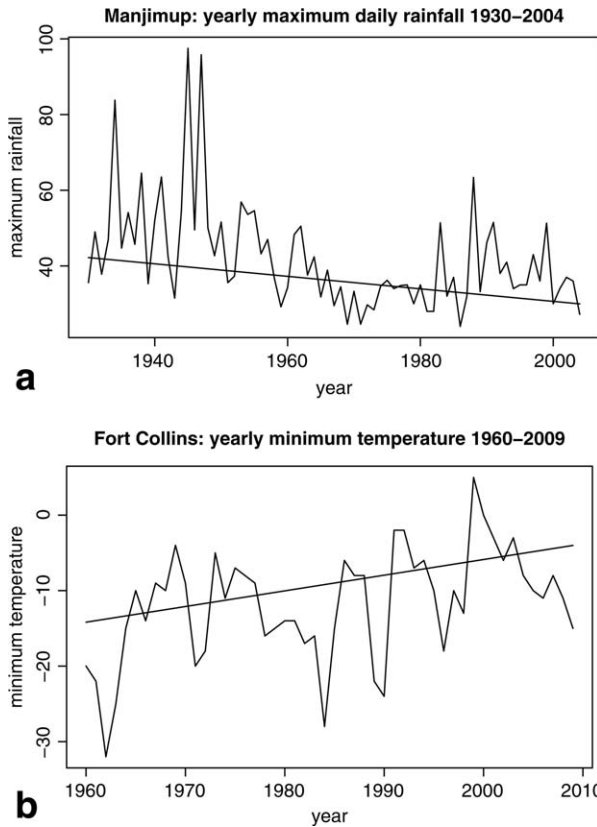 Manjimup: yearly maximum daily rainfall 1930–2004
maximum rainfall
100
80
60
40
1940 1960 1980 2000
year
a
Fort Collins: yearly minimum temperature 1960–2009
minimum temperature
0
−10
−20
−30
1960 1970 1980 1990 2000 2010
year
b